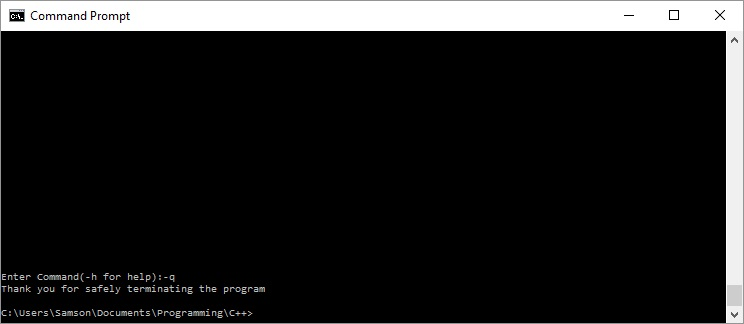 Command Prompt
Enter Command(-h for help):-q
Thank you for safely terminating the program
C:\Users\Samson\Documents\Programming\C++>